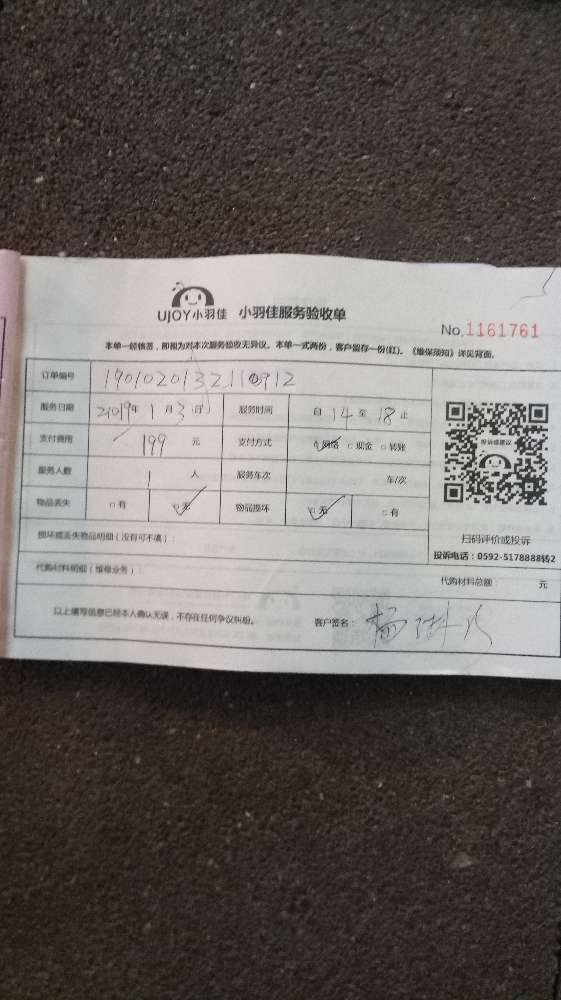 UJOY小羽佳 小羽佳服务验收单
No.1161761
本单一经核签，即视为对本次服务验收无异议。本单一式两份，客户留存一份(红)。《维保须知》详见背面。
订单编号 1901020132110912
服务日期 2019年 1月 3日 服务时间 自 14 至 18 止
支付费用 199 元 支付方式 网络 现金 转账
服务人数 1 人 服务车次 车/次
物品丢失 有 无 物品损坏 无 有
投诉或建议
扫码评价或投诉
投诉电话：0592-5178888转2
损坏或丢失物品明细（没有可不填）：
代购材料明细（维修业务）：
代购材料总额 元
以上填写信息已经本人确认无误，不存在任何争议纠纷。 客户签名： 杨